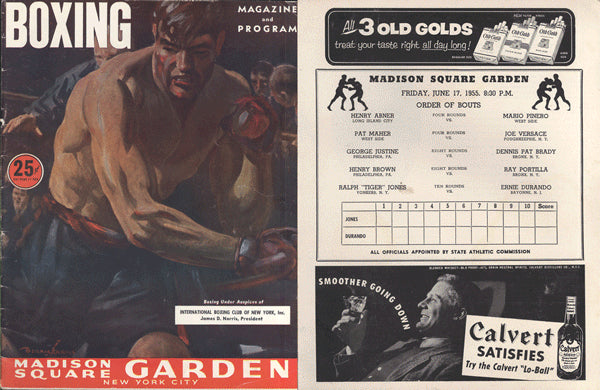 BOXING
MAGAZINE
and
PROGRAM
25¢
Boxing Under Auspices of
INTERNATIONAL BOXING CLUB OF NEW YORK, Inc.
James D. Norris, President
MADISON
SQUARE GARDEN
NEW YORK CITY
All 3 OLD GOLDS
treat your taste right all day long!
Old Gold
Old Gold
Old Gold
MADISON SQUARE GARDEN
FRIDAY, JUNE 17, 1955, 8:00 P.M.
ORDER OF BOUTS
HENRY ABNER FOUR ROUNDS MARIO PINERO
LONG ISLAND CITY VS. WEST SIDE
PAT MAHER FOUR ROUNDS JOE VERSACE
WEST SIDE VS. POUGHKEEPSIE, N.Y.
GEORGE JUSTINE EIGHT ROUNDS DENNIS PAT BRADY
PHILADELPHIA, PA. VS. BRONX, N.Y.
HENRY BROWN EIGHT ROUNDS RAY PORTILLA
PHILADELPHIA, PA. VS. BRONX, N.Y.
RALPH "TIGER" JONES TEN ROUNDS ERNIE DURANDO
YONKERS, N.Y. VS. BAYONNE, N.J.
1 2 3 4 5 6 7 8 9 10 Score
JONES
DURANDO
ALL OFFICIALS APPOINTED BY STATE ATHLETIC COMMISSION
SMOOTHER GOING DOWN
Calvert
SATISFIES
Try the Calvert "Lo-Ball"
Calvert